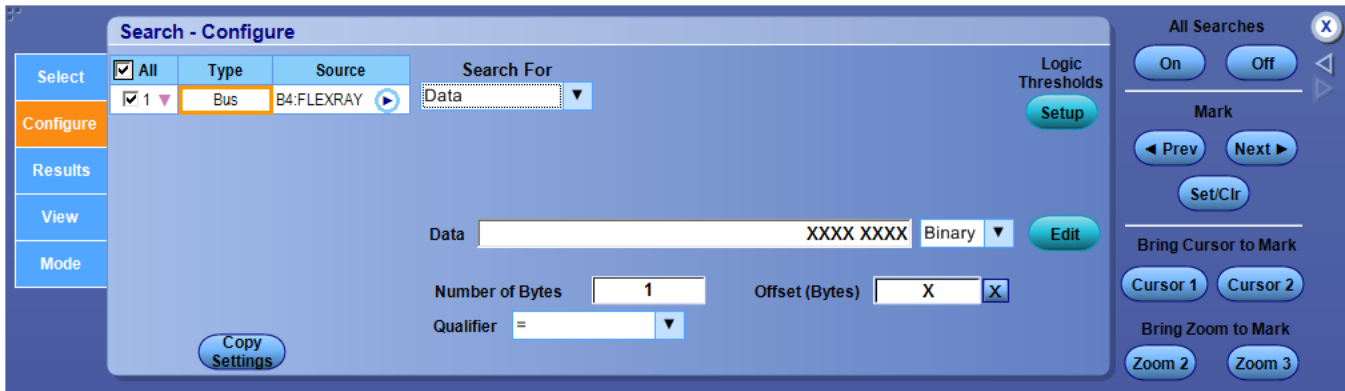 Search - Configure
Select
Configure
Results
View
Mode
All Type Source
1 Bus B4:FLEXRAY
Search For
Data
Logic
Thresholds
Setup
Data XXXX XXXX Binary Edit
Number of Bytes 1 Offset (Bytes) X X
Qualifier =
Copy
Settings
All Searches X
On Off
Mark
◄ Prev Next ►
Set/Clr
Bring Cursor to Mark
Cursor 1 Cursor 2
Bring Zoom to Mark
Zoom 2 Zoom 3